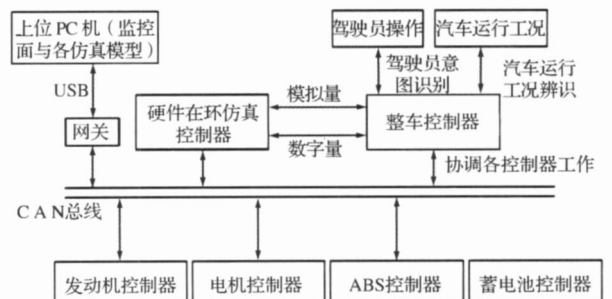 上位PC机（监控
面与各仿真模型）
驾驶员操作
汽车运行工况
USB
驾驶员意
图识别
汽车运行
工况辨识
网关
硬件在环仿真
控制器
模拟量
数字量
整车控制器
协调各控制器工作
CAN总线
发动机控制器
电机控制器
ABS控制器
蓄电池控制器